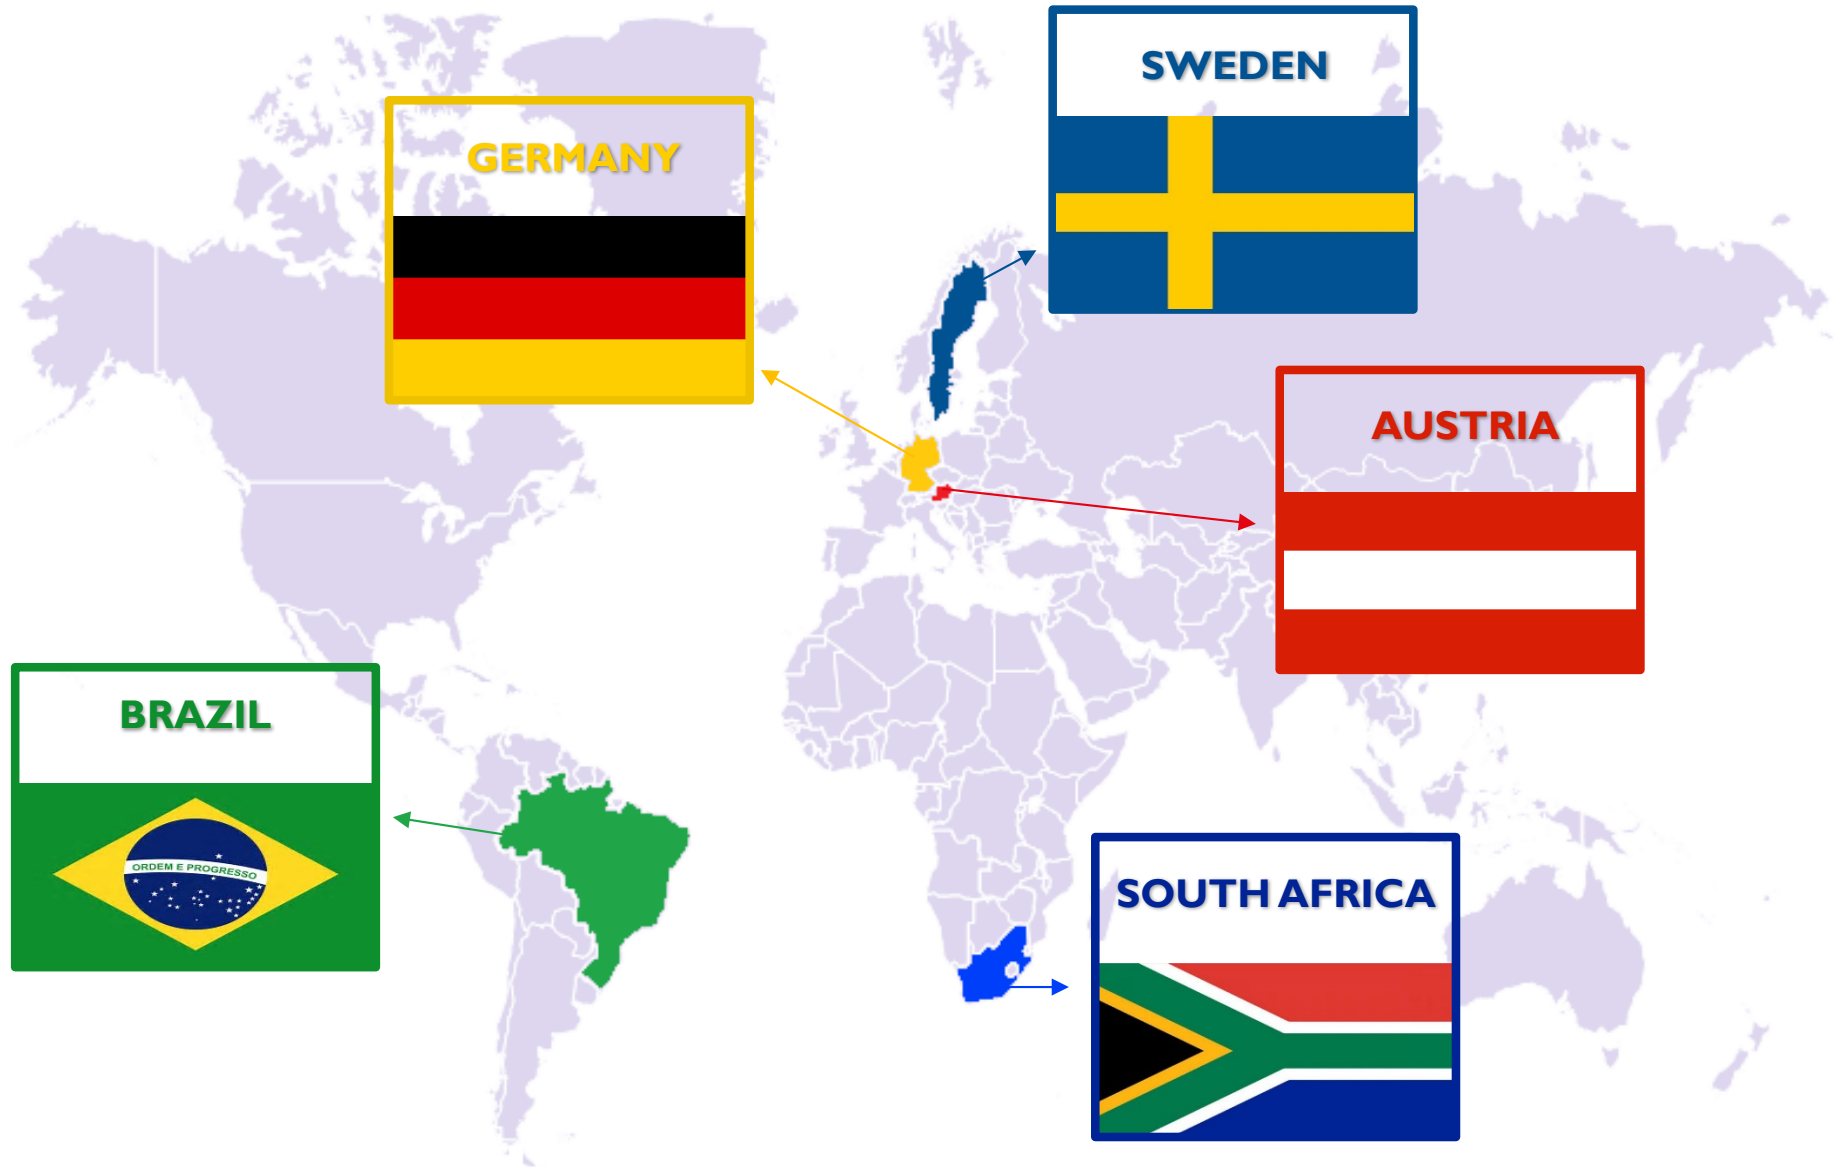 SWEDEN
GERMANY
AUSTRIA
BRAZIL
ORDEM E PROGRESSO
SOUTH AFRICA